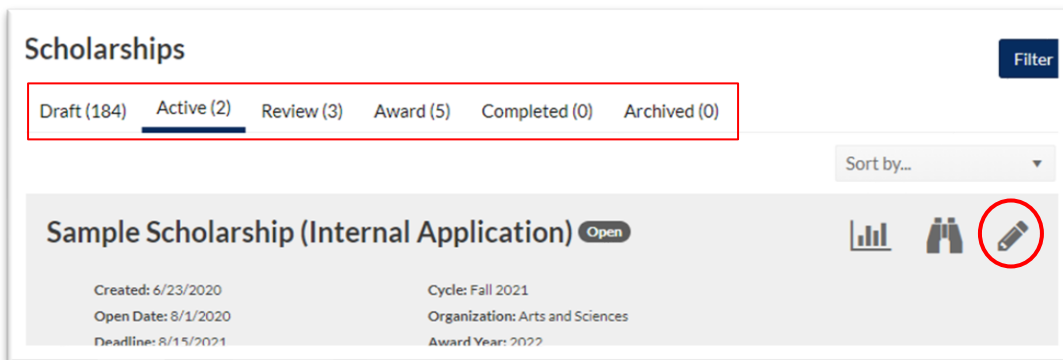 Scholarships
Filter
Draft (184) Active (2) Review (3) Award (5) Completed (0) Archived (0)
Sort by...
Sample Scholarship (Internal Application) Open
Created: 6/23/2020 Cycle: Fall 2021
Open Date: 8/1/2020 Organization: Arts and Sciences
Deadline: 8/15/2021 Award Year: 2022